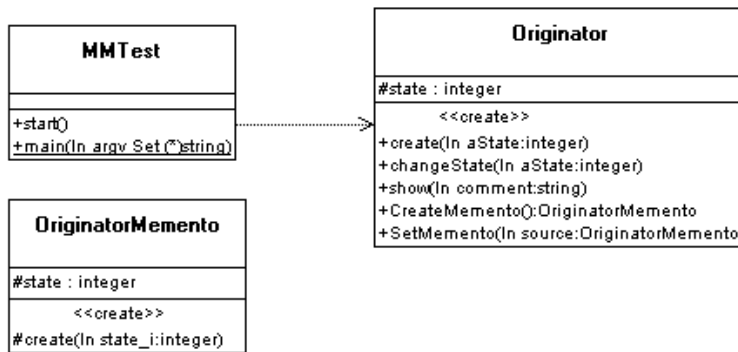 MMTest
+start()
+main(In argv Set (*)string)
Originator
#state : integer
<<create>>
+create(In aState:integer)
+changeState(In aState:integer)
+show(In comment:string)
+CreateMemento():OriginatorMemento
+SetMemento(In source:OriginatorMemento
OriginatorMemento
#state : integer
<<create>>
#create(In state_i:integer)